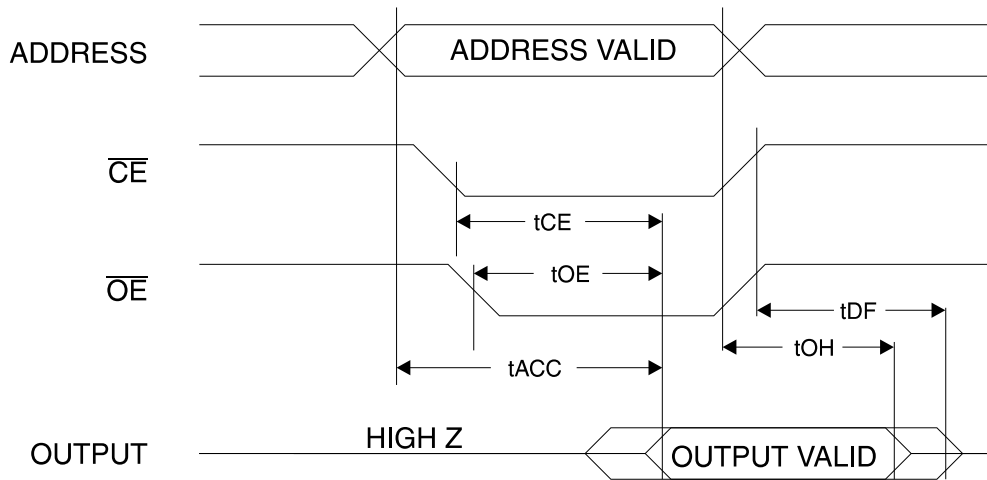 ADDRESS
ADDRESS VALID
CE
tCE
OE
tOE
tDF
tOH
tACC
HIGH Z
OUTPUT
OUTPUT VALID